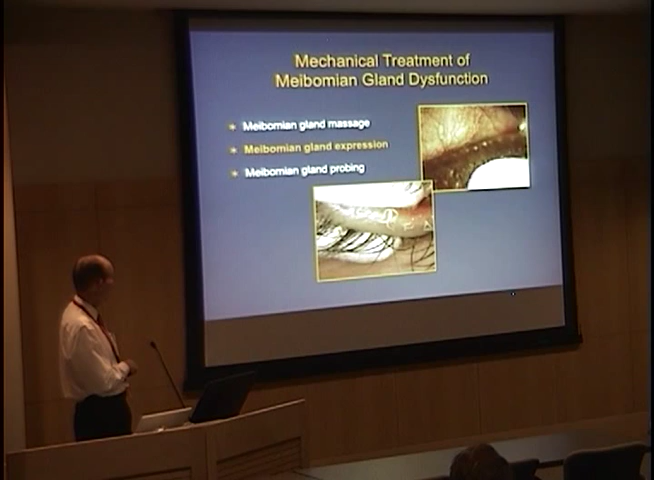 Mechanical Treatment of
Meibomian Gland Dysfunction
Meibomian gland massage
Meibomian gland expression
Meibomian gland probing